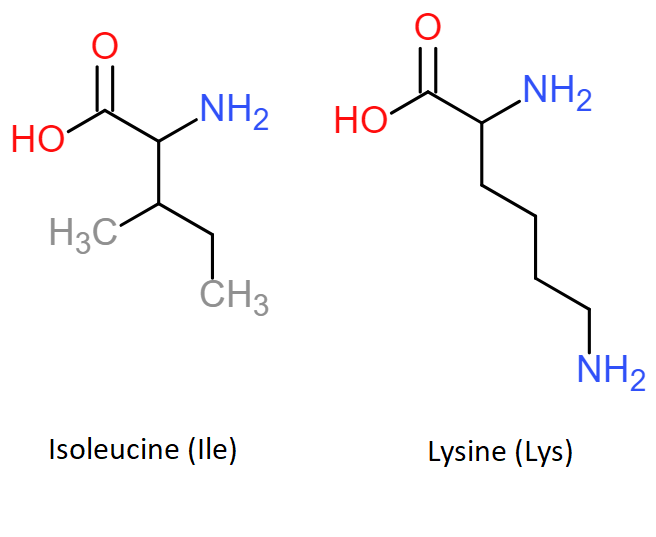 O
HO
NH2
H3C
CH3
Isoleucine (Ile)
O
HO
NH2
NH2
Lysine (Lys)